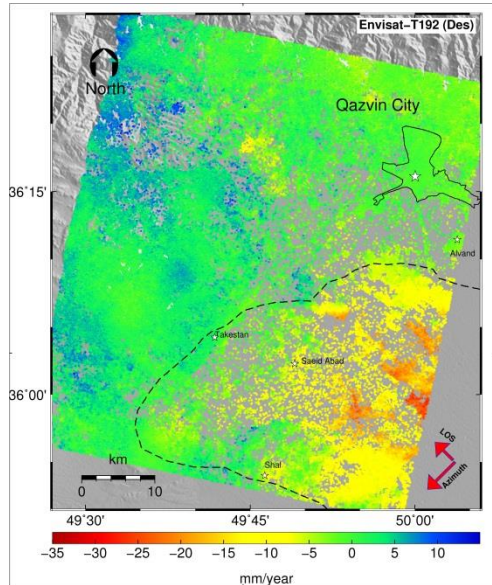 Envisat-T192 (Des)
North
Qazvin City
36°15'
Alvand
Takestan
Saeid Abad
36°00'
LOS
Azimuth
Shal
km
0 10
49°30' 49°45' 50°00'
-35 -30 -25 -20 -15 -10 -5 0 5 10
mm/year